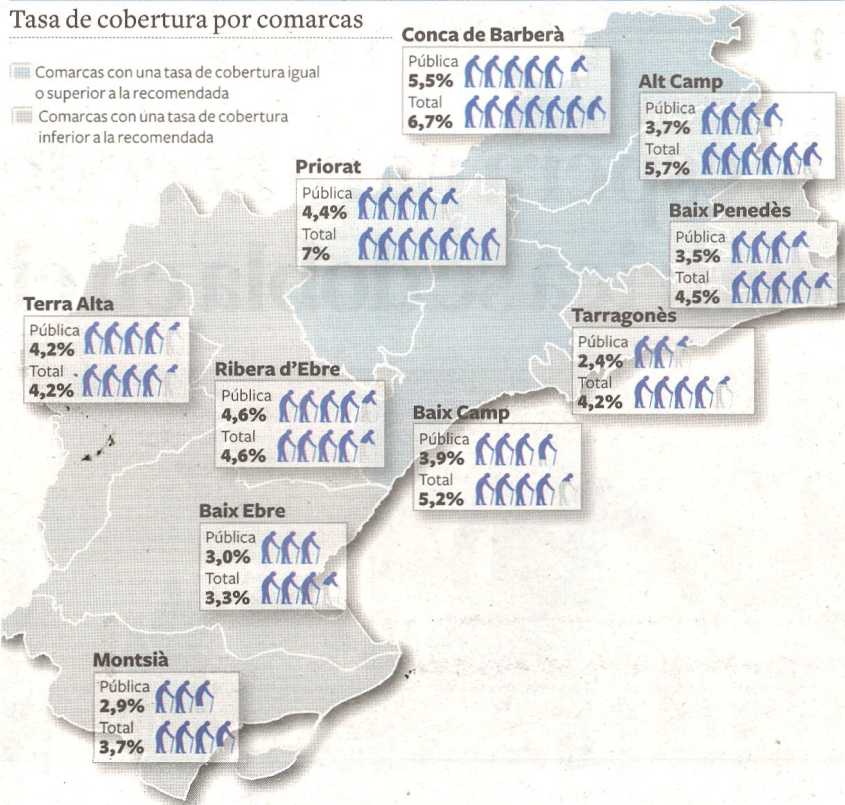 Tasa de cobertura por comarcas
Comarcas con una tasa de cobertura igual
o superior a la recomendada
Comarcas con una tasa de cobertura
inferior a la recomendada
Conca de Barberà
Pública
5,5%
Total
6,7%
Alt Camp
Pública
3,7%
Total
5,7%
Priorat
Pública
4,4%
Total
7%
Baix Penedès
Pública
3,5%
Total
4,5%
Terra Alta
Pública
4,2%
Total
4,2%
Tarragonès
Pública
2,4%
Total
4,2%
Ribera d'Ebre
Pública
4,6%
Total
4,6%
Baix Camp
Pública
3,9%
Total
5,2%
Baix Ebre
Pública
3,0%
Total
3,3%
Montsià
Pública
2,9%
Total
3,7%